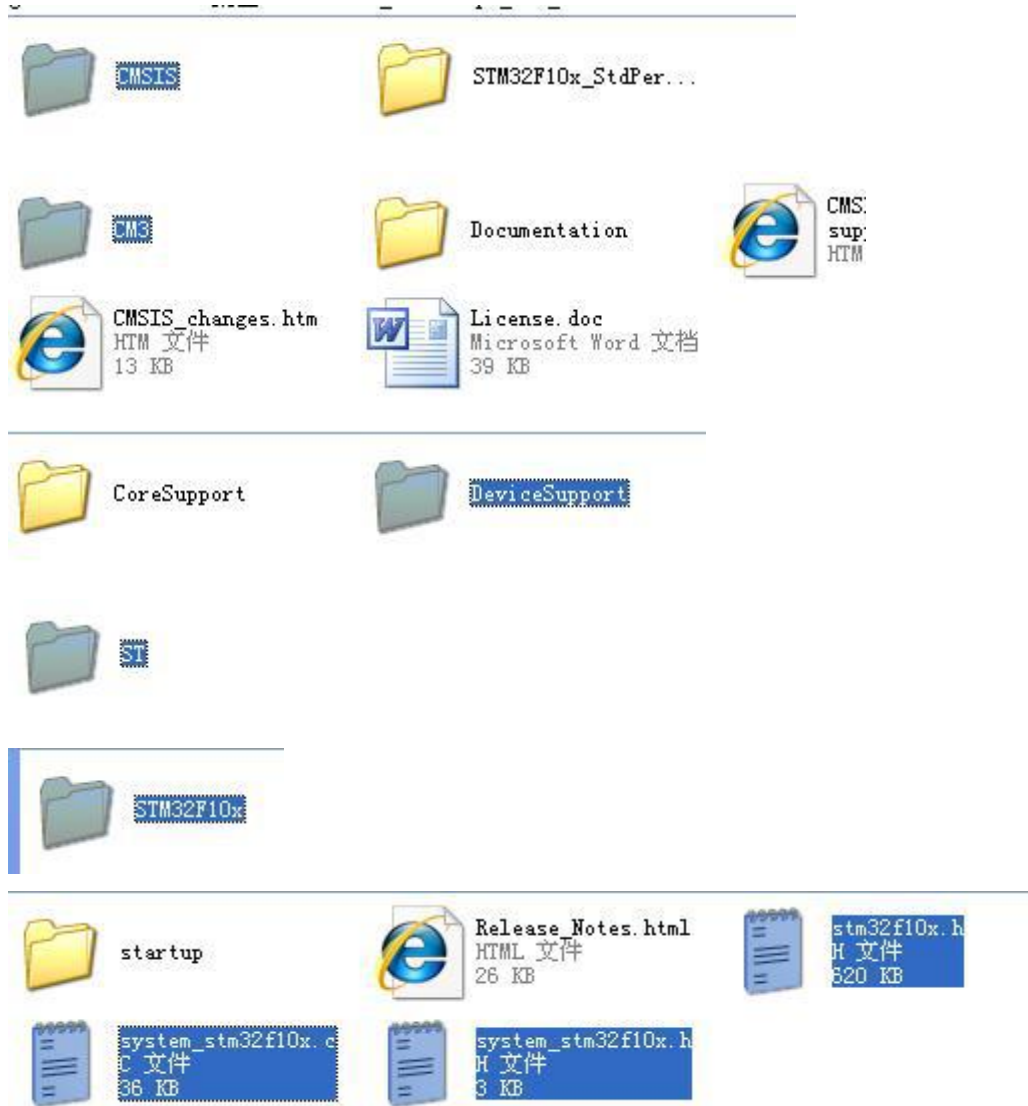 CMSIS
STM32F10x_StdPer...
CM3
Documentation
CMSIS_changes.htm
HTM 文件
13 KB
License.doc
Microsoft Word 文档
39 KB
HTM
CoreSupport
DeviceSupport
ST
STM32F10x
startup
Release_Notes.html
HTML 文件
26 KB
stm32f10x.h
H 文件
620 KB
system_stm32f10x.c
C 文件
36 KB
system_stm32f10x.h
H 文件
3 KB